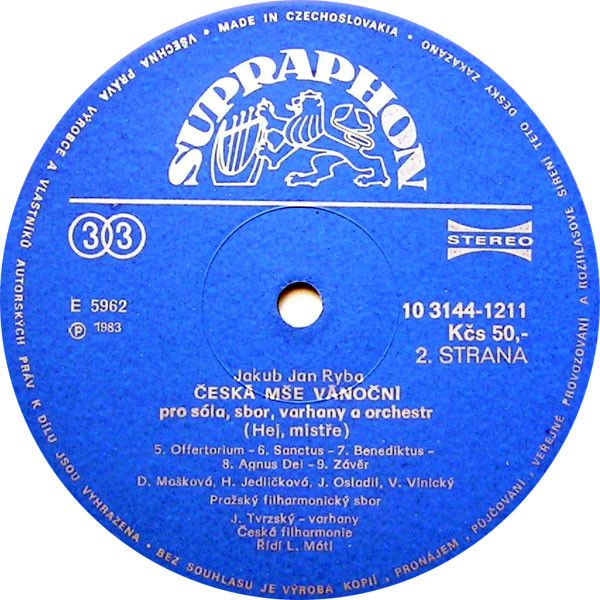 VŠECHNA PRÁVA VÝROBCE A VLASTNÍKŮ AUTORSKÝCH PRÁV K DÍLU JSOU VYHRAZENA • BEZ SOUHLASU JE VÝROBA KOPIÍ, PRONÁJEM, PŮJČOVÁNÍ, VEŘEJNÉ PROVOZOVÁNÍ A ROZHLASOVÉ ŠÍŘENÍ TÉTO DESKY ZAKÁZÁNO • MADE IN CZECHOSLOVAKIA •
SUPRAPHON
33
STEREO
E 5962
10 3144-1211
Ⓟ 1983
Kčs 50,-
2. STRANA
Jakub Jan Ryba
ČESKÁ MŠE VÁNOČNÍ
pro sóla, sbor, varhany a orchestr
(Hej, mistře)
5. Offertorium - 6. Sanctus - 7. Benediktus -
8. Agnus Dei - 9. Závěr
D. Mašková, H. Jedličková, J. Osladil, V. Vlnický
Pražský filharmonický sbor
J. Tvrzský - varhany
Česká filharmonie
Řídí L. Mátl